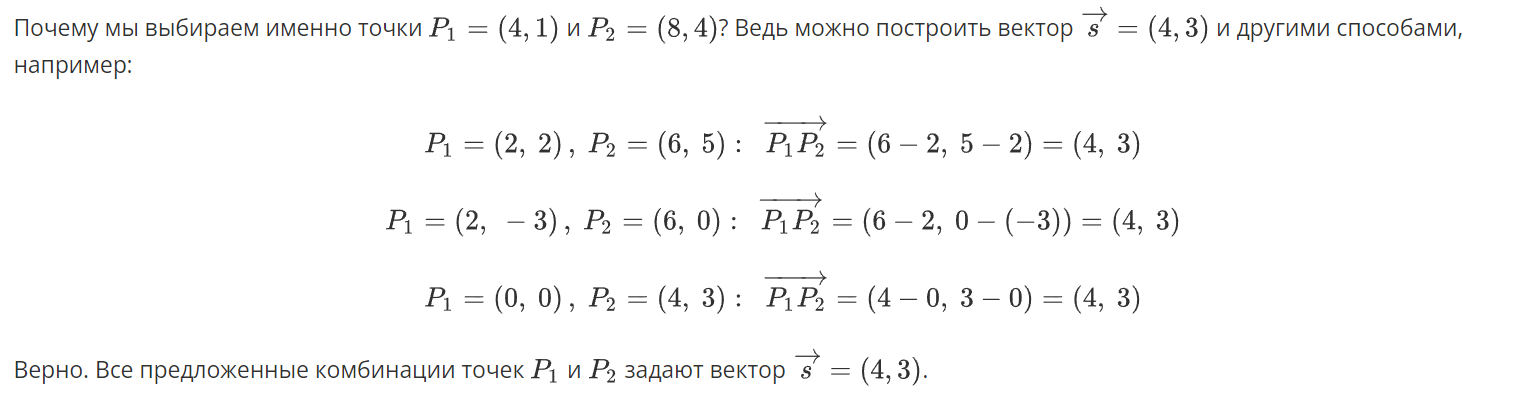 Почему мы выбираем именно точки P₁ = (4, 1) и P₂ = (8, 4)? Ведь можно построить вектор s⃗ = (4, 3) и другими способами,
например:
P₁ = (2, 2), P₂ = (6, 5) : P₁P₂⃗ = (6 − 2, 5 − 2) = (4, 3)
P₁ = (2, −3), P₂ = (6, 0) : P₁P₂⃗ = (6 − 2, 0 − (−3)) = (4, 3)
P₁ = (0, 0), P₂ = (4, 3) : P₁P₂⃗ = (4 − 0, 3 − 0) = (4, 3)
Верно. Все предложенные комбинации точек P₁ и P₂ задают вектор s⃗ = (4, 3).